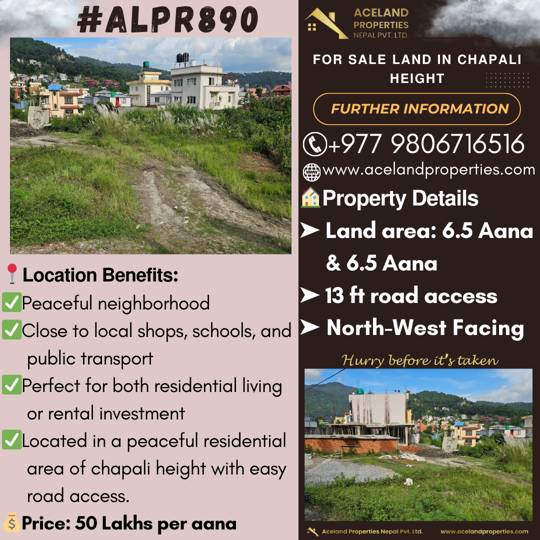 #ALPR890
📍Location Benefits:
✅Peaceful neighborhood
✅Close to local shops, schools, and
public transport
✅Perfect for both residential living
or rental investment
✅Located in a peaceful residential
area of chapali height with easy
road access.
💰Price: 50 Lakhs per aana
ACELAND
PROPERTIES
NEPAL PVT. LTD
FOR SALE LAND IN CHAPALI
HEIGHT
FURTHER INFORMATION
+977 9806716516
www.acelandproperties.com
🏠Property Details
➤ Land area: 6.5 Aana
& 6.5 Aana
➤ 13 ft road access
➤ North-West Facing
Hurry before it's taken
Aceland Properties Nepal Pvt. Ltd.
www.acelandproperties.com